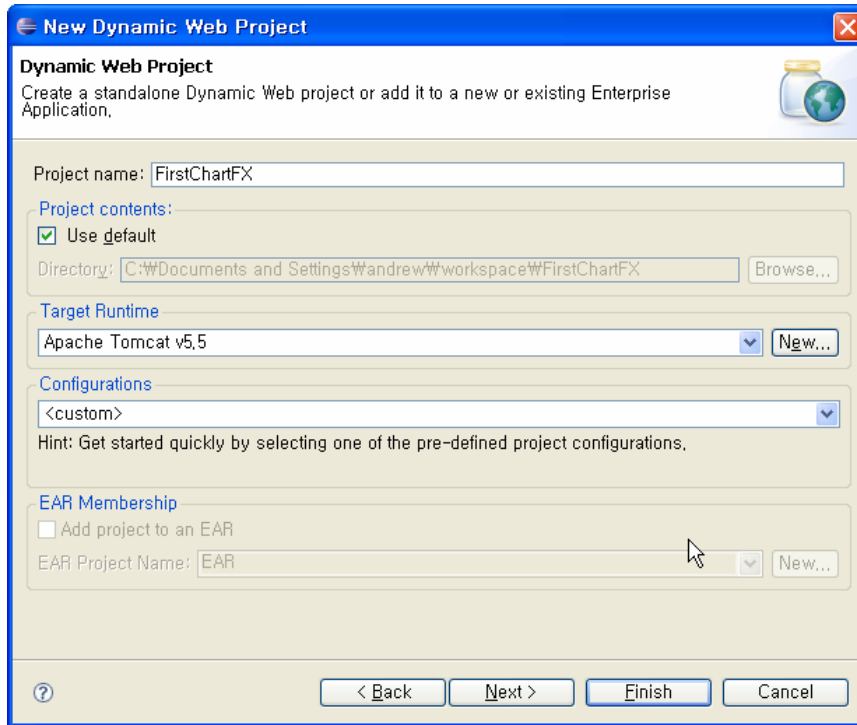 New Dynamic Web Project
Dynamic Web Project
Create a standalone Dynamic Web project or add it to a new or existing Enterprise
Application,
Project name: FirstChartFX
Project contents:
Use default
Directory: C:₩Documents and Settings₩andrew₩workspace₩FirstChartFX Browse,,,
Target Runtime
Apache Tomcat v5,5 New,,,
Configurations
<custom>
Hint: Get started quickly by selecting one of the pre-defined project configurations,
EAR Membership
Add project to an EAR
EAR Project Name: EAR New,,,
? < Back Next > Finish Cancel